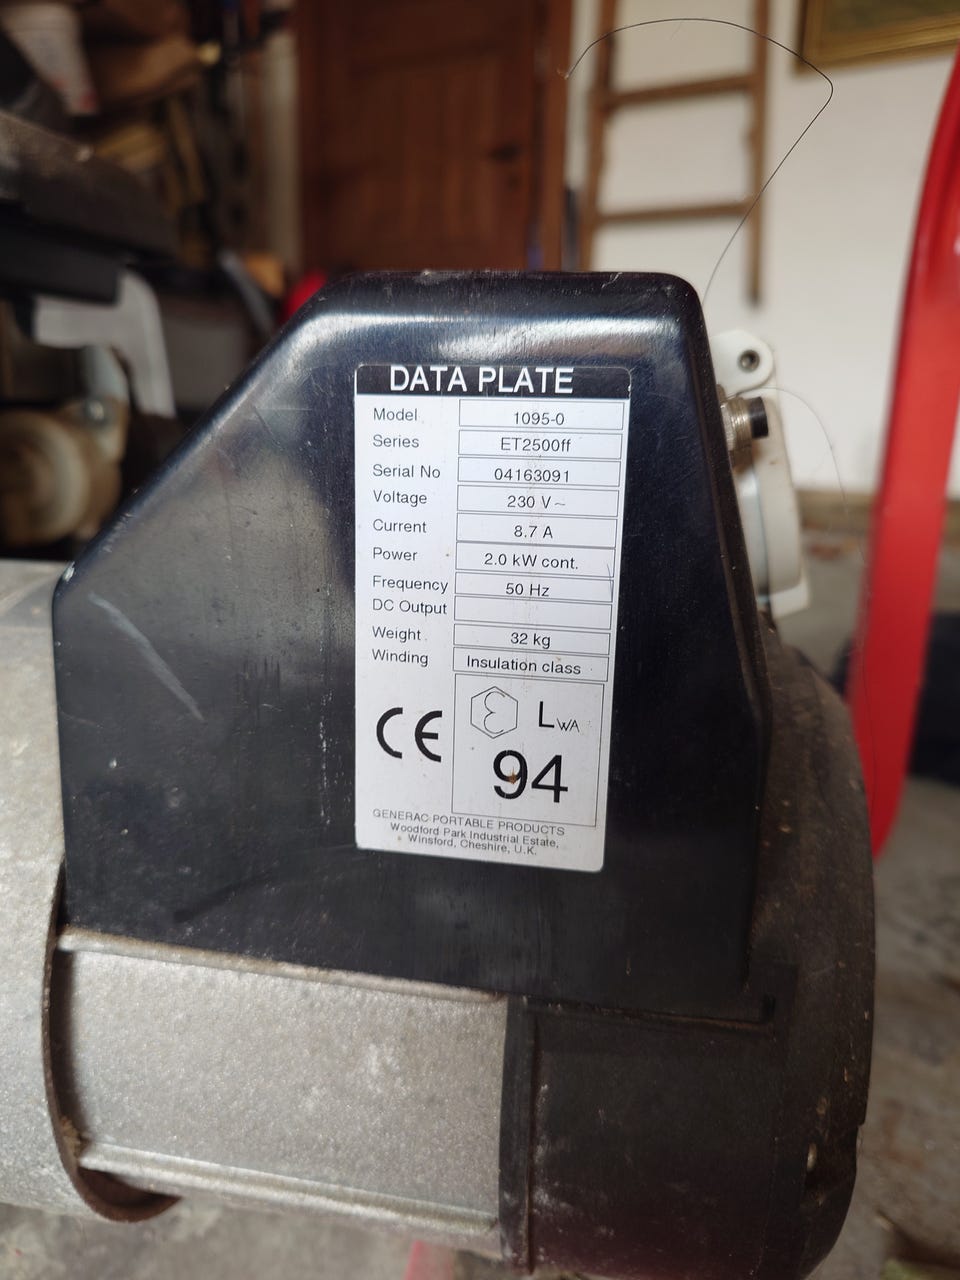 DATA PLATE
Model 1095-0
Series ET2500ff
Serial No 04163091
Voltage 230 V~
Current 8.7 A
Power 2.0 kW cont.
Frequency 50 Hz
DC Output
Weight 32 kg
Winding Insulation class
CE LWA
94
GENERAC PORTABLE PRODUCTS
Woodford Park Industrial Estate,
Winsford, Cheshire, U.K.